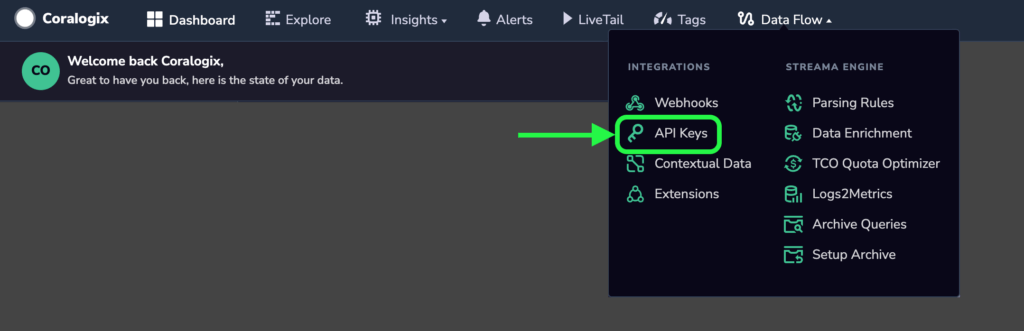 Coralogix Dashboard Explore Insights Alerts LiveTail Tags Data Flow
CO
Welcome back Coralogix,
Great to have you back, here is the state of your data.
INTEGRATIONS
Webhooks
API Keys
Contextual Data
Extensions
STREAMA ENGINE
Parsing Rules
Data Enrichment
TCO Quota Optimizer
Logs2Metrics
Archive Queries
Setup Archive